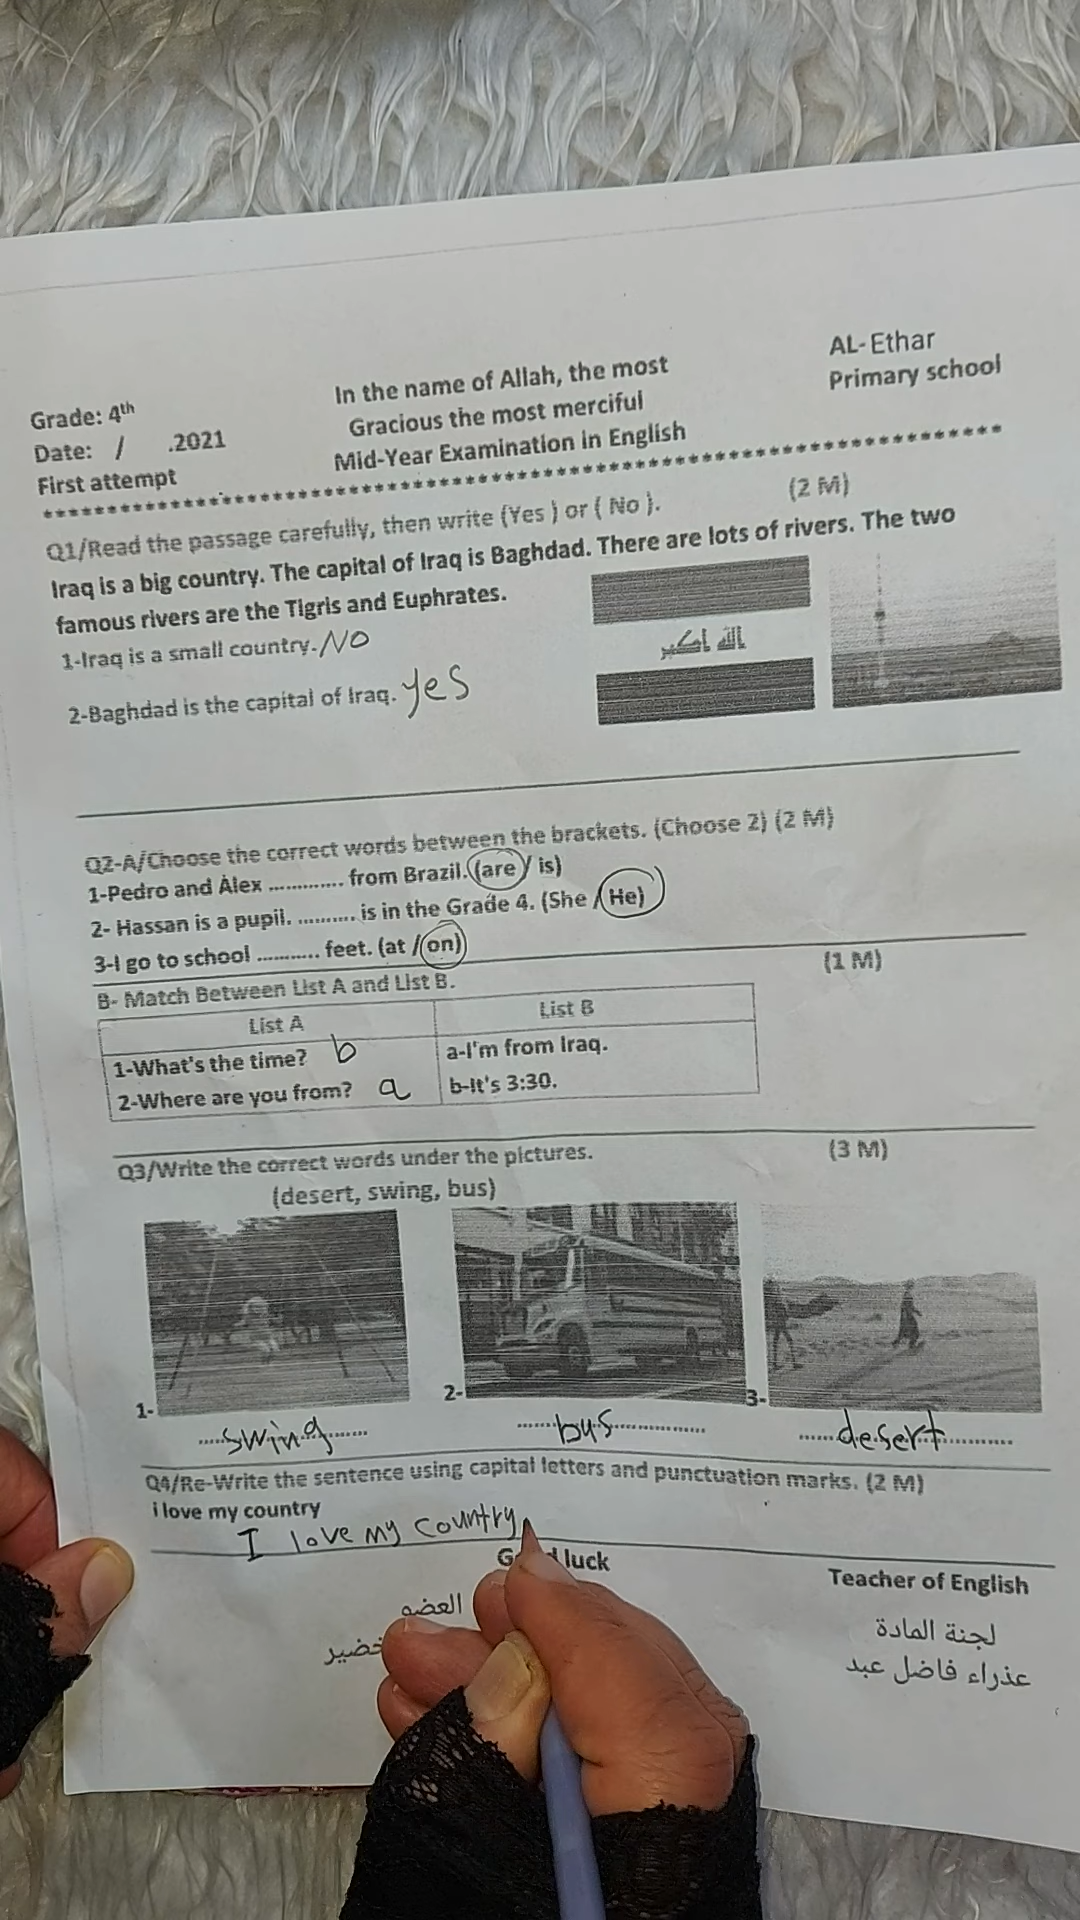 AL-Ethar
Primary school
In the name of Allah, the most
Gracious the most merciful
Mid-Year Examination in English
Grade: 4th
Date: / .2021
First attempt
Q1/Read the passage carefully, then write (Yes ) or ( No ). (2 M)
Iraq is a big country. The capital of Iraq is Baghdad. There are lots of rivers. The two
famous rivers are the Tigris and Euphrates.
الله اكبر
1-Iraq is a small country. NO
2-Baghdad is the capital of Iraq. yes
Q2-A/Choose the correct words between the brackets. (Choose 2) (2 M)
1-Pedro and Alex ............. from Brazil. (are / is)
2- Hassan is a pupil. .......... is in the Grade 4. (She / He)
3-I go to school ........... feet. (at / on)
B- Match Between List A and List B. (1 M)
List A List B
1-What's the time? b a-I'm from Iraq.
2-Where are you from? a b-It's 3:30.
Q3/Write the correct words under the pictures. (3 M)
(desert, swing, bus)
1- 2- 3-
swing bus desert
Q4/Re-Write the sentence using capital letters and punctuation marks. (2 M)
i love my country
I love my country
luck
Teacher of English
العضو
لجنة المادة
عذراء فاضل عبد